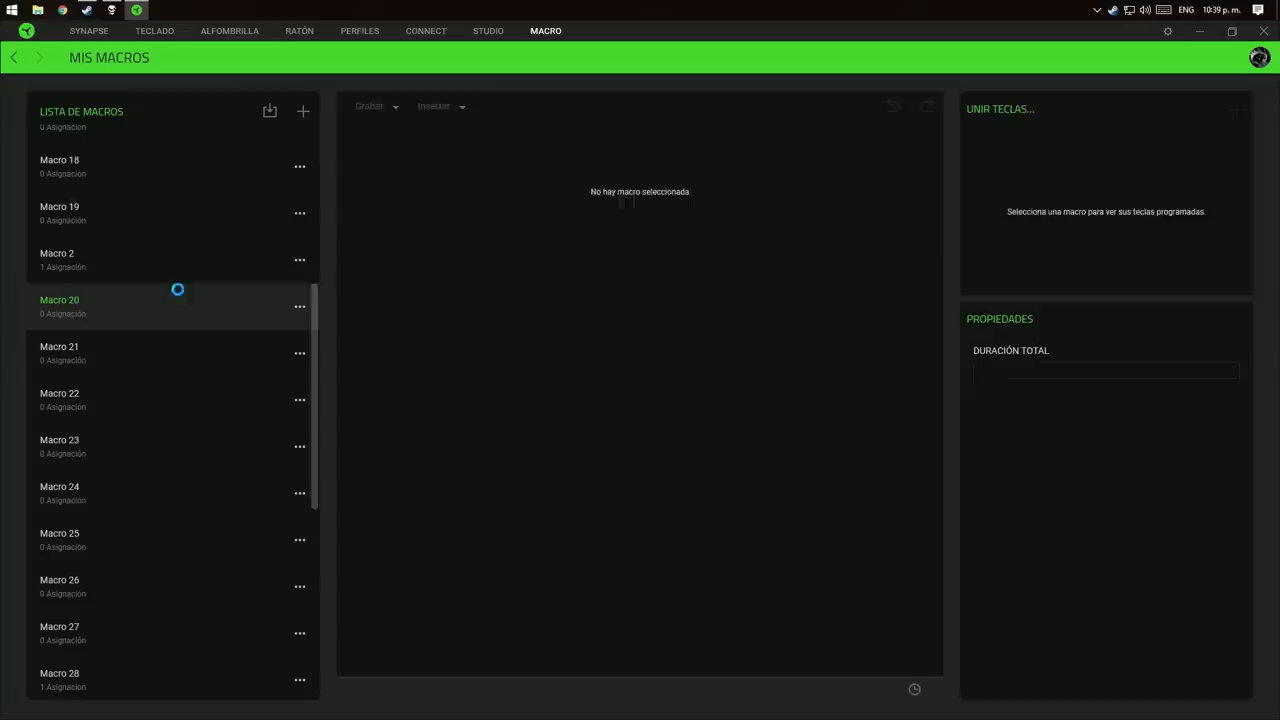 ENG 10:39 p. m.
SYNAPSE TECLADO ALFOMBRILLA RATÓN PERFILES CONNECT STUDIO MACRO
MIS MACROS
LISTA DE MACROS
0 Asignación
Macro 18
0 Asignación
Macro 19
0 Asignación
Macro 2
1 Asignación
Macro 20
0 Asignación
Macro 21
0 Asignación
Macro 22
0 Asignación
Macro 23
0 Asignación
Macro 24
0 Asignación
Macro 25
0 Asignación
Macro 26
0 Asignación
Macro 27
0 Asignación
Macro 28
1 Asignación
Grabar Insertar
No hay macro seleccionada
UNIR TECLAS...
Selecciona una macro para ver sus teclas programadas.
PROPIEDADES
DURACIÓN TOTAL